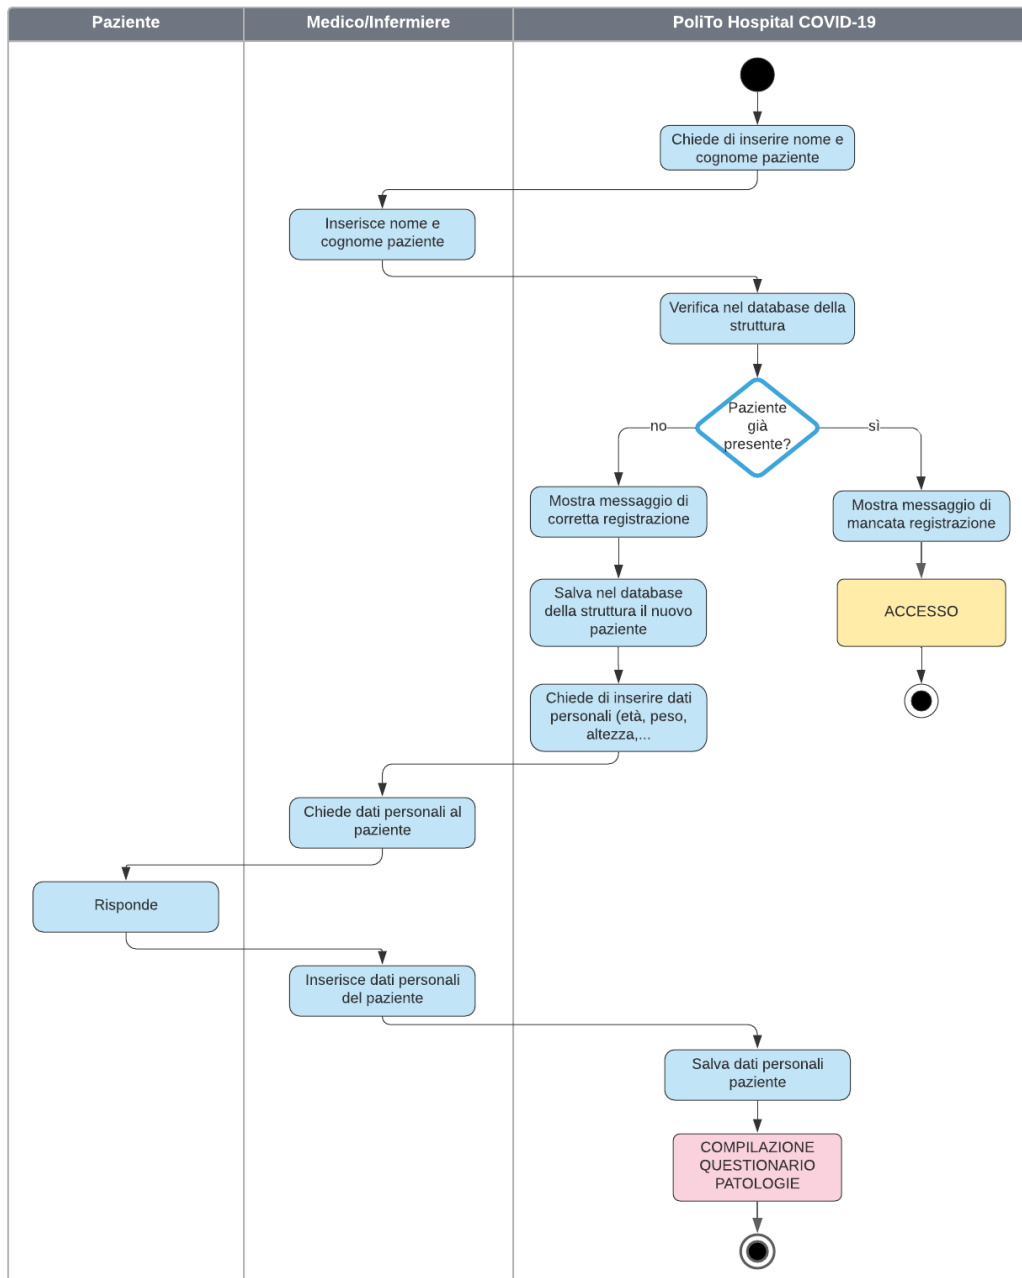 Paziente
Medico/Infermiere
PoliTo Hospital COVID-19
Chiede di inserire nome e
cognome paziente
Inserisce nome e
cognome paziente
Verifica nel database della
struttura
Paziente
già
presente?
no
sì
Mostra messaggio di
corretta registrazione
Mostra messaggio di
mancata registrazione
Salva nel database
della struttura il nuovo
paziente
ACCESSO
Chiede di inserire dati
personali (età, peso,
altezza,...
Chiede dati personali al
paziente
Risponde
Inserisce dati personali
del paziente
Salva dati personali
paziente
COMPILAZIONE
QUESTIONARIO
PATOLOGIE